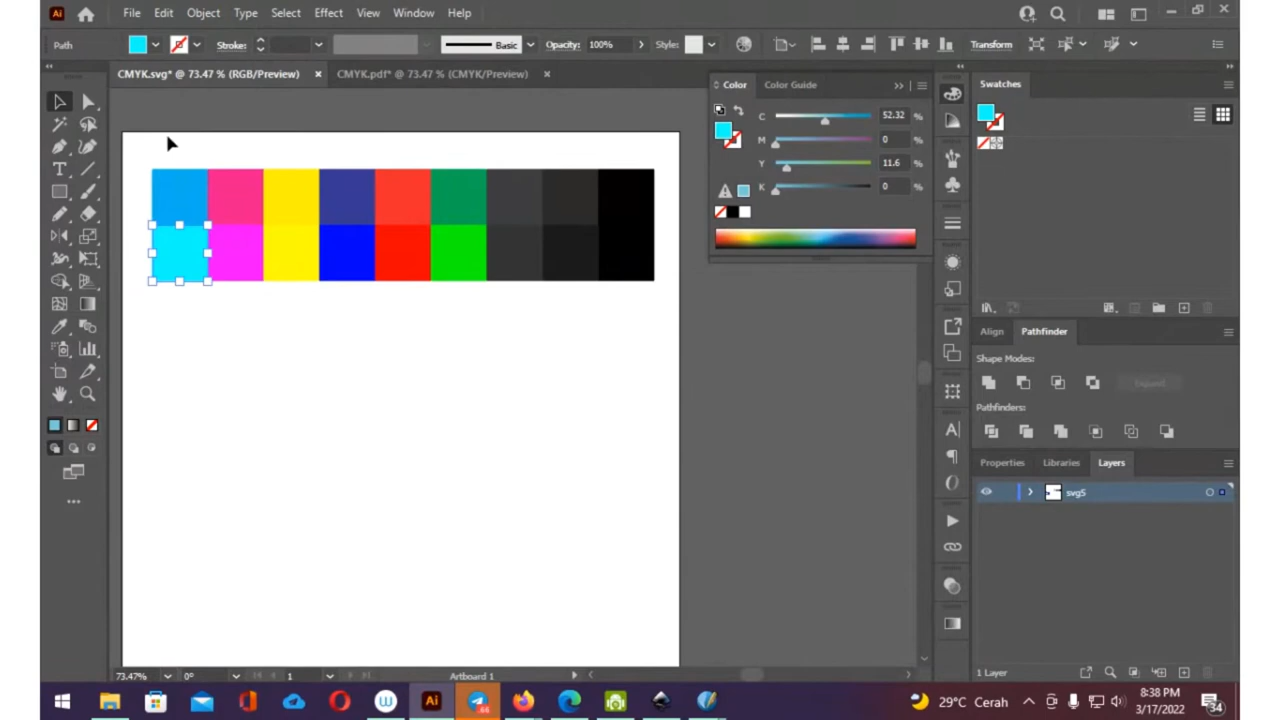 Ai File Edit Object Type Select Effect View Window Help
Path Stroke: Basic Opacity: 100% Style: Transform
CMYK.svg* @ 73.47 % (RGB/Preview) × CMYK.pdf* @ 73.47 % (CMYK/Preview) ×
Color Color Guide
C 52.32 %
M 0 %
Y 11.6 %
K 0 %
Swatches
Align Pathfinder
Shape Modes:
Expand
Pathfinders:
Properties Libraries Layers
svg5
1 Layer
73.47% 0° 1 Artboard 1
29°C Cerah
8:38 PM
3/17/2022
34